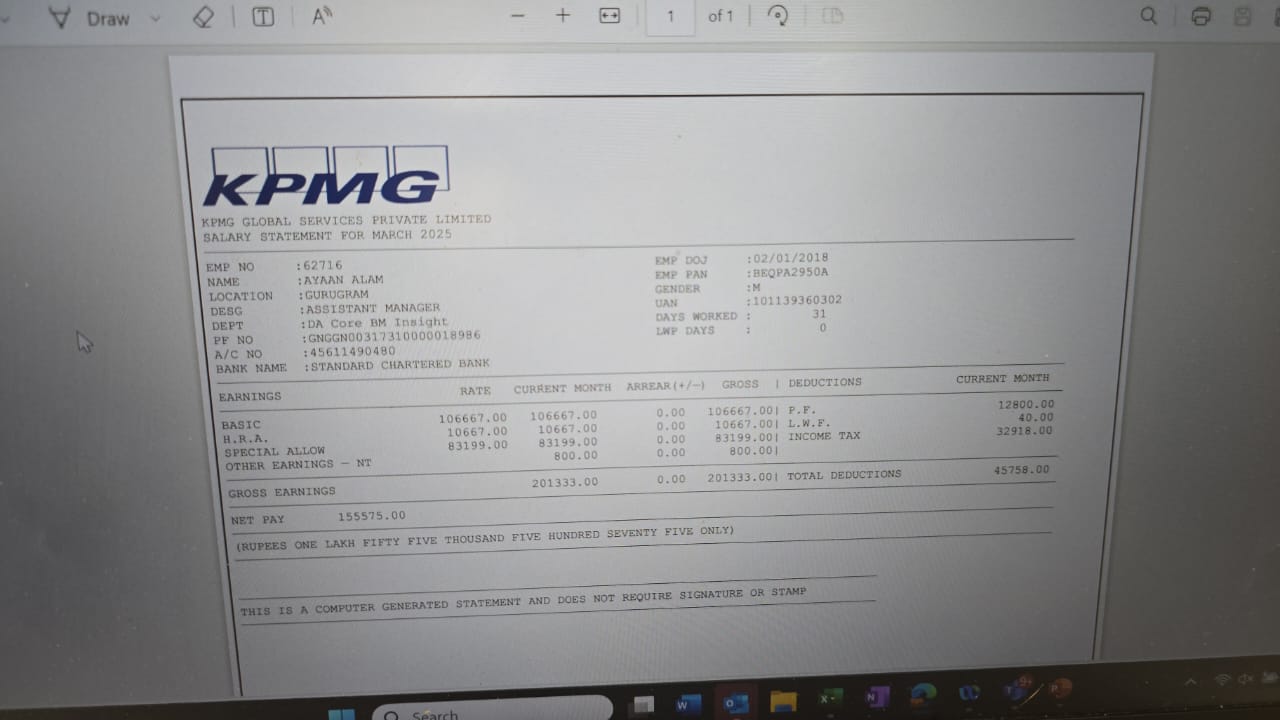 Draw
1 of 1
KPMG
KPMG GLOBAL SERVICES PRIVATE LIMITED
SALARY STATEMENT FOR MARCH 2025
EMP NO :62716 EMP DOJ :02/01/2018
NAME :AYAAN ALAM EMP PAN :BEQPA2950A
LOCATION :GURUGRAM GENDER :M
DESG :ASSISTANT MANAGER UAN :101139360302
DEPT :DA Core BM Insight DAYS WORKED : 31
PF NO :GNGGN00317310000018986 LWP DAYS : 0
A/C NO :45611490480
BANK NAME :STANDARD CHARTERED BANK
EARNINGS RATE CURRENT MONTH ARREAR(+/-) GROSS | DEDUCTIONS CURRENT MONTH
BASIC 106667.00 106667.00 0.00 106667.00| P.F. 12800.00
H.R.A. 10667.00 10667.00 0.00 10667.00| L.W.F. 40.00
SPECIAL ALLOW 83199.00 83199.00 0.00 83199.00| INCOME TAX 32918.00
OTHER EARNINGS - NT 800.00 0.00 800.00|
GROSS EARNINGS 201333.00 0.00 201333.00| TOTAL DEDUCTIONS 45758.00
NET PAY 155575.00
(RUPEES ONE LAKH FIFTY FIVE THOUSAND FIVE HUNDRED SEVENTY FIVE ONLY)
THIS IS A COMPUTER GENERATED STATEMENT AND DOES NOT REQUIRE SIGNATURE OR STAMP
Search